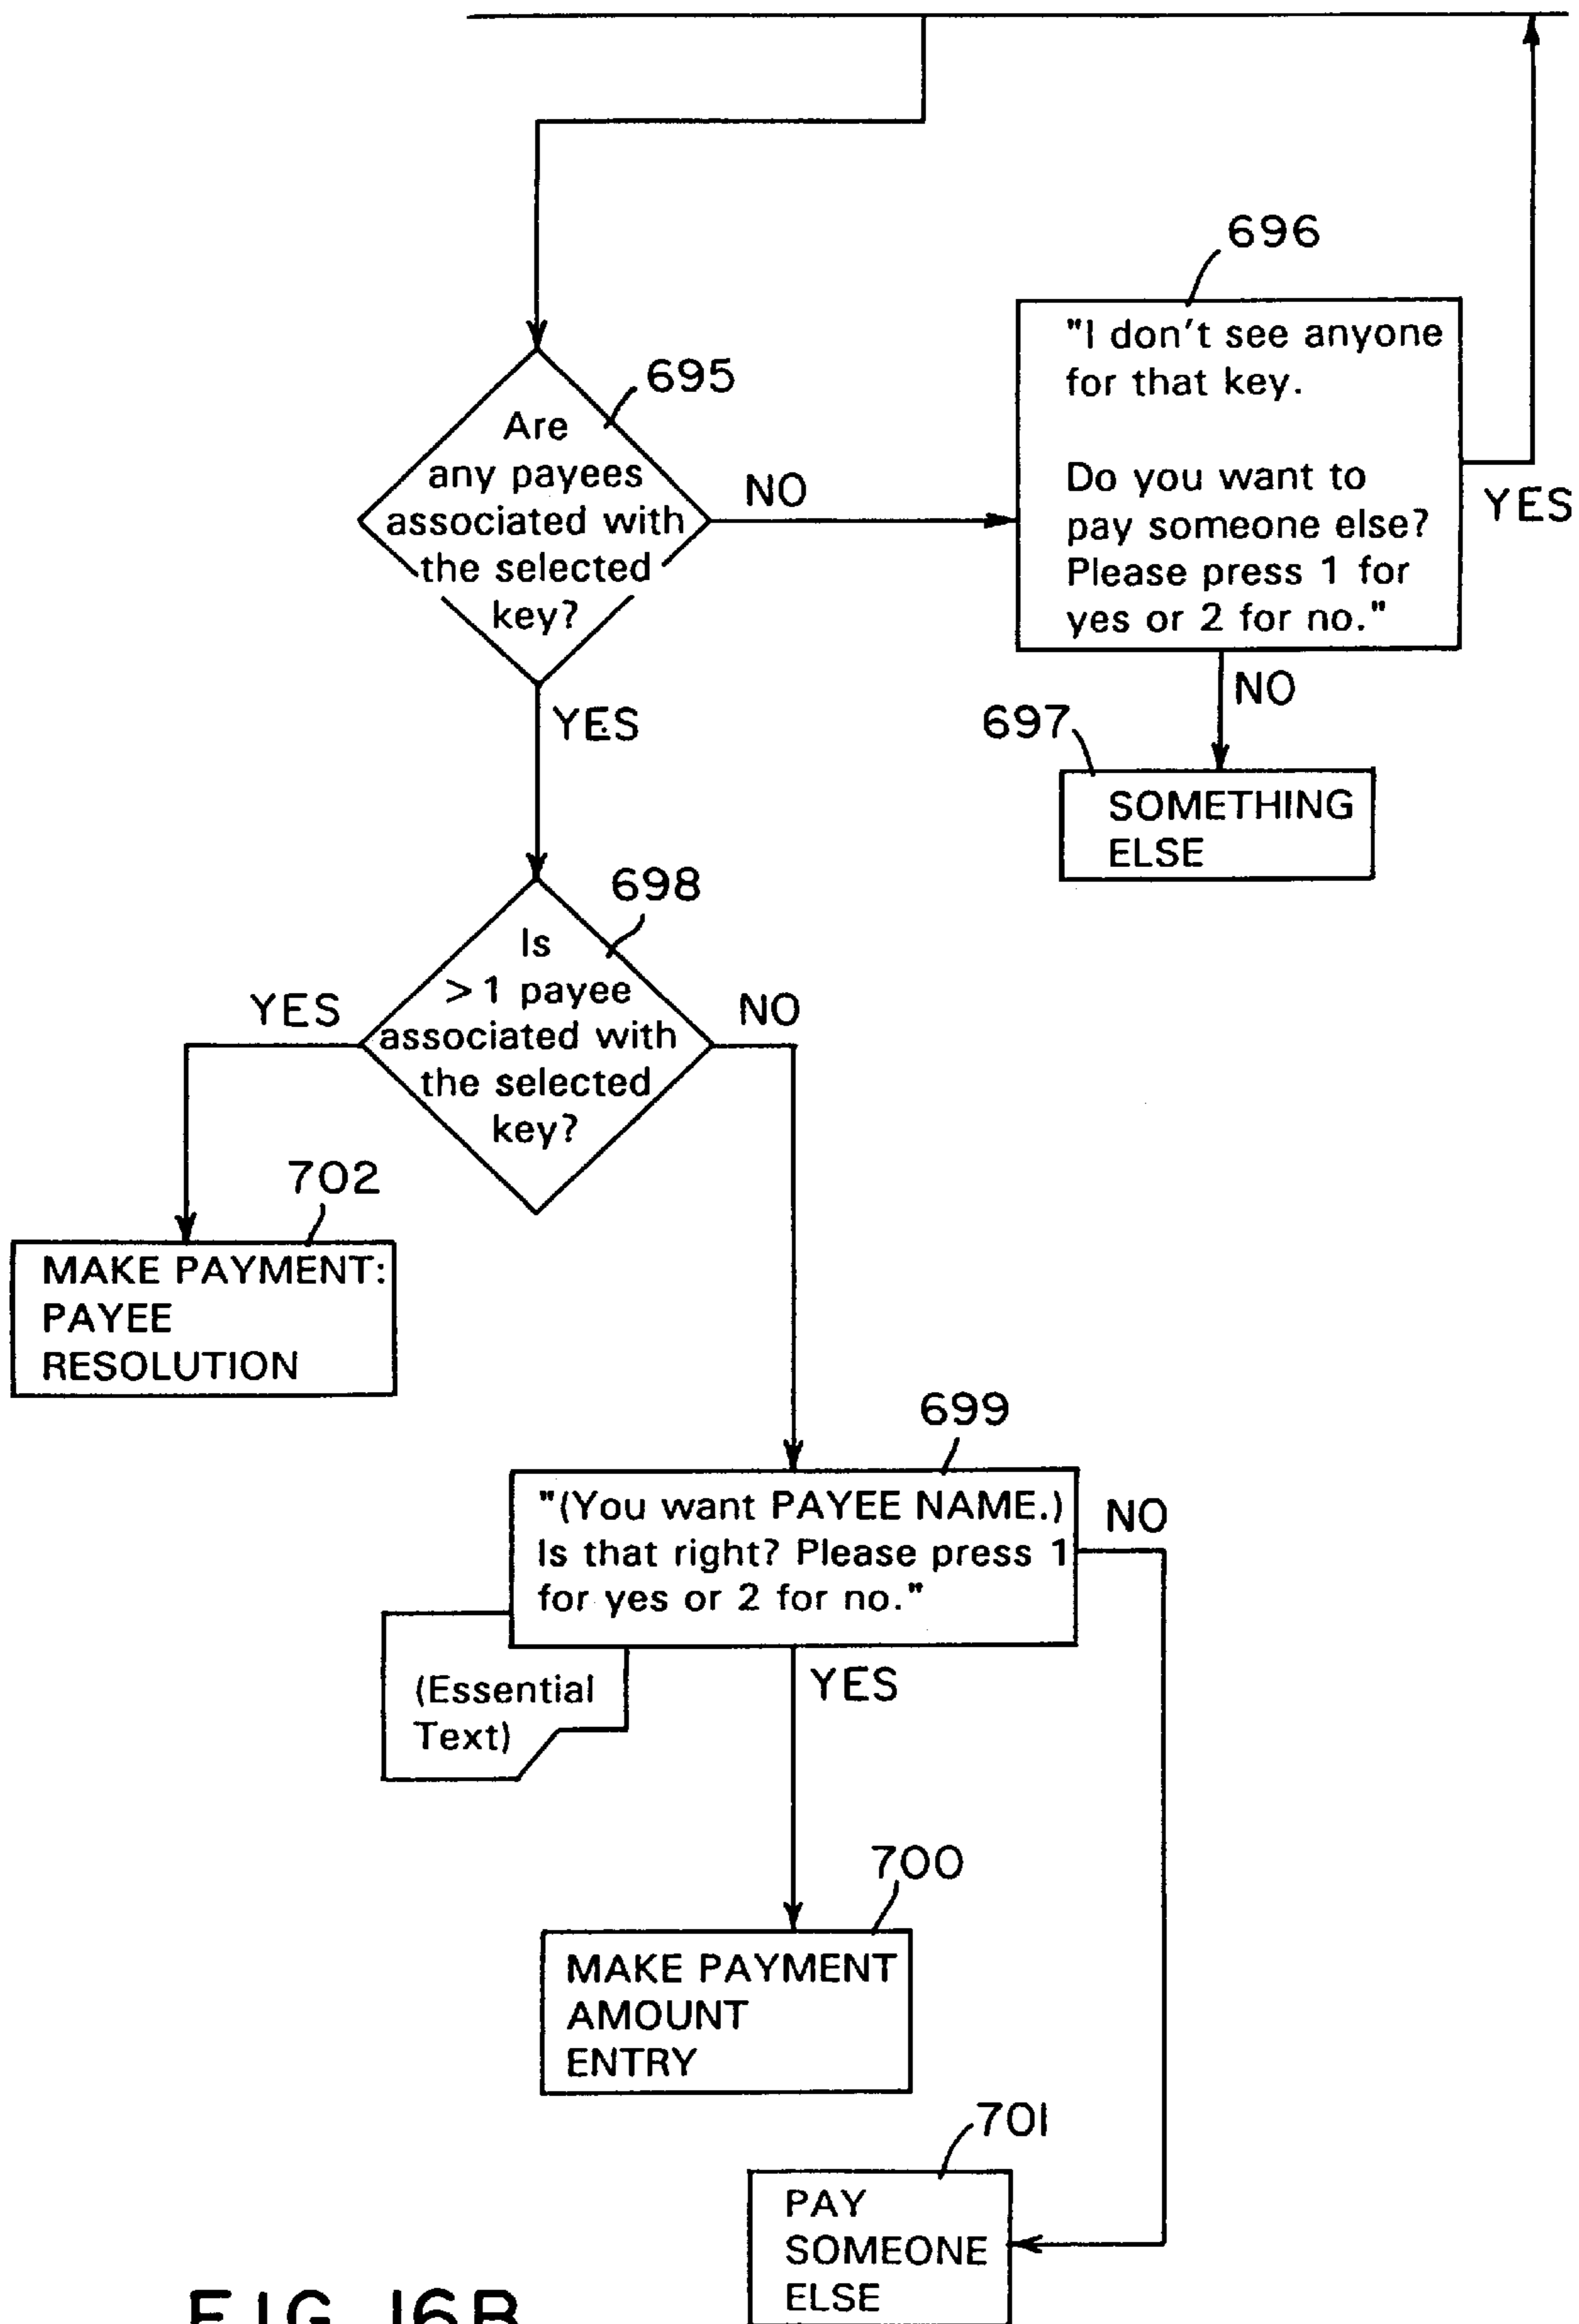 696
"I don't see anyone
for that key.
Do you want to
pay someone else?
Please press 1 for
yes or 2 for no."
YES
695
Are
any payees
associated with
the selected
key?
NO
YES
NO
697
SOMETHING
ELSE
698
Is
>1 payee
associated with
the selected
key?
YES
NO
702
MAKE PAYMENT:
PAYEE
RESOLUTION
699
"(You want PAYEE NAME.)
Is that right? Please press 1
for yes or 2 for no."
NO
(Essential
Text)
YES
700
MAKE PAYMENT
AMOUNT
ENTRY
701
PAY
SOMEONE
ELSE
FIG. 16B